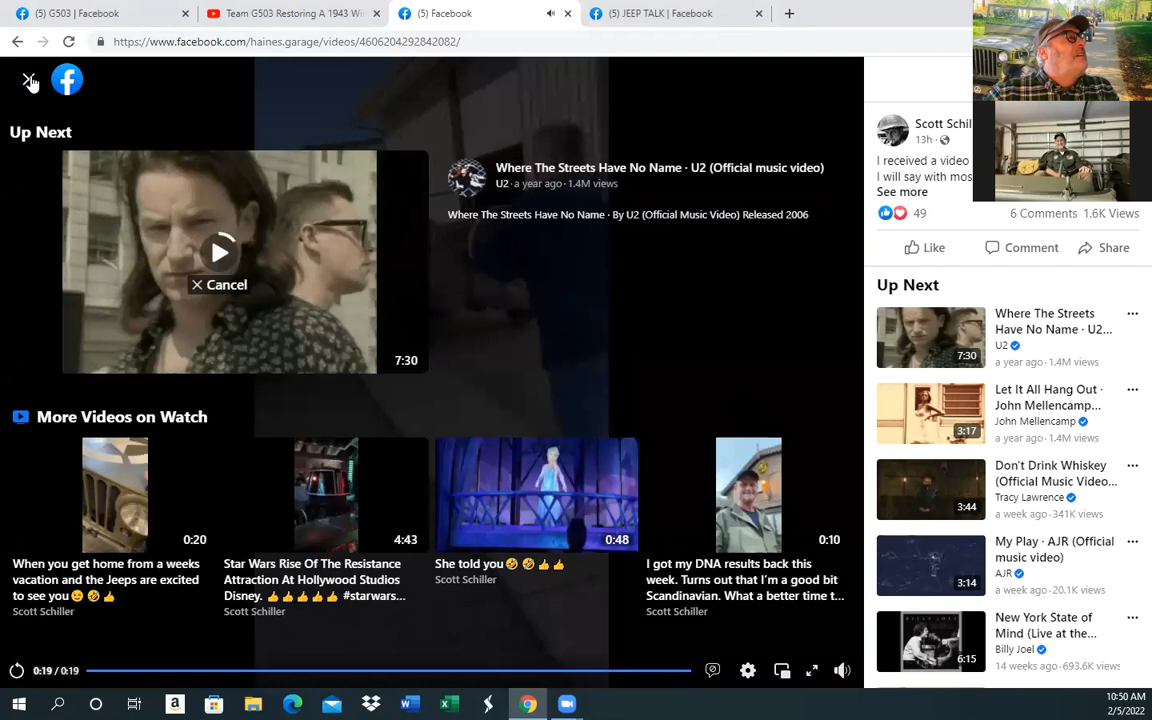 (5) G503 | Facebook
Team G503 Restoring A 1943 Wi
(5) Facebook
(5) JEEP TALK | Facebook
https://www.facebook.com/haines.garage/videos/4606204292842082/
Up Next
Where The Streets Have No Name · U2 (Official music video)
U2 · a year ago · 1.4M views
Where The Streets Have No Name · By U2 (Official Music Video) Released 2006
Cancel
7:30
More Videos on Watch
0:20
4:43
0:48
0:10
When you get home from a weeks
vacation and the Jeeps are excited
to see you😉🤣👍
Scott Schiller
Star Wars Rise Of The Resistance
Attraction At Hollywood Studios
Disney. 👍👍👍👍👍 #starwars...
Scott Schiller
She told you🤣🤣👍👍
Scott Schiller
I got my DNA results back this
week. Turns out that I'm a good bit
Scandinavian. What a better time t...
Scott Schiller
0:19 / 0:19
Scott Schil
13h ·
I received a video
I will say with mos
See more
49
6 Comments 1.6K Views
Like
Comment
Share
Up Next
Where The Streets
Have No Name · U2...
U2
a year ago · 1.4M views
7:30
Let It All Hang Out ·
John Mellencamp...
John Mellencamp
a year ago · 1.4M views
3:17
Don't Drink Whiskey
(Official Music Video...
Tracy Lawrence
a week ago · 341K views
3:44
My Play · AJR (Official
music video)
AJR
a week ago · 20.1K views
3:14
New York State of
Mind (Live at the...
Billy Joel
14 weeks ago · 693.6K views
6:15
10:50 AM
2/5/2022